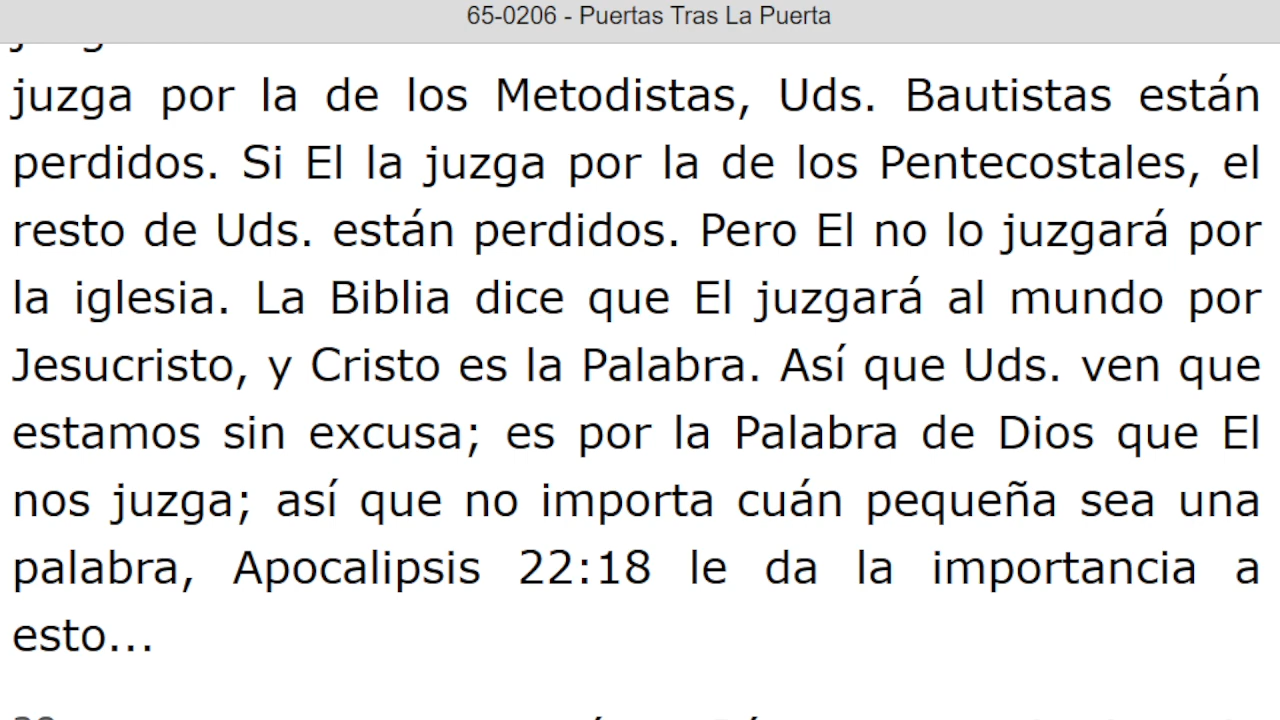 65-0206 - Puertas Tras La Puerta
juzga por la de los Metodistas, Uds. Bautistas están
perdidos. Si El la juzga por la de los Pentecostales, el
resto de Uds. están perdidos. Pero El no lo juzgará por
la iglesia. La Biblia dice que El juzgará al mundo por
Jesucristo, y Cristo es la Palabra. Así que Uds. ven que
estamos sin excusa; es por la Palabra de Dios que El
nos juzga; así que no importa cuán pequeña sea una
palabra, Apocalipsis 22:18 le da la importancia a
esto...